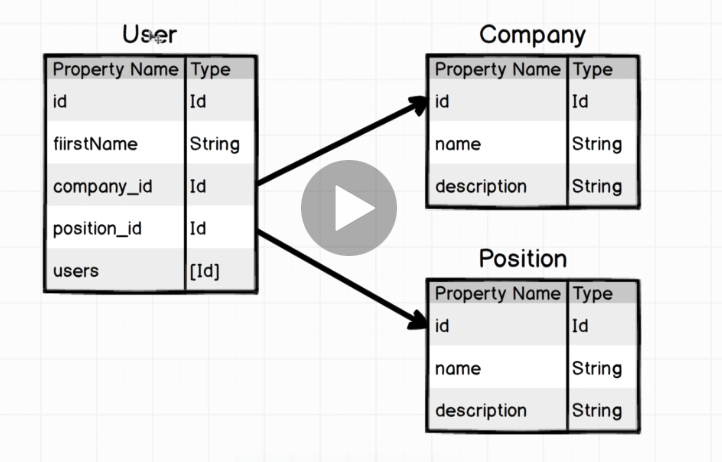 User
Property Name Type
id Id
fiirstName String
company_id Id
position_id Id
users [Id]
Company
Property Name Type
id Id
name String
description String
Position
Property Name Type
id Id
name String
description String